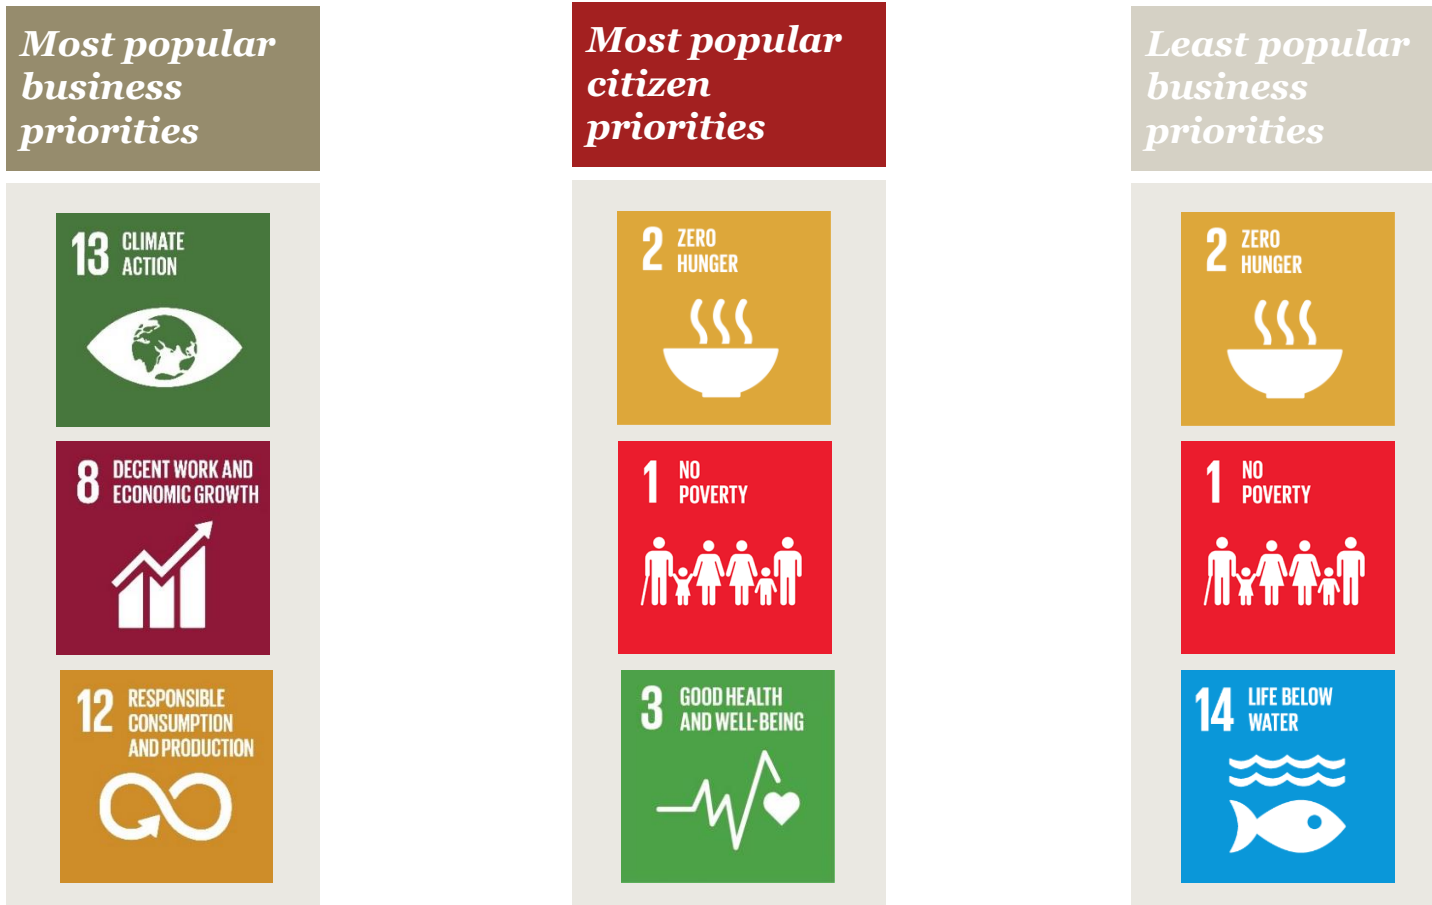 Most popular
business
priorities
13 CLIMATE
ACTION
8 DECENT WORK AND
ECONOMIC GROWTH
12 RESPONSIBLE
CONSUMPTION
AND PRODUCTION
Most popular
citizen
priorities
2 ZERO
HUNGER
1 NO
POVERTY
3 GOOD HEALTH
AND WELL-BEING
Least popular
business
priorities
2 ZERO
HUNGER
1 NO
POVERTY
14 LIFE BELOW
WATER